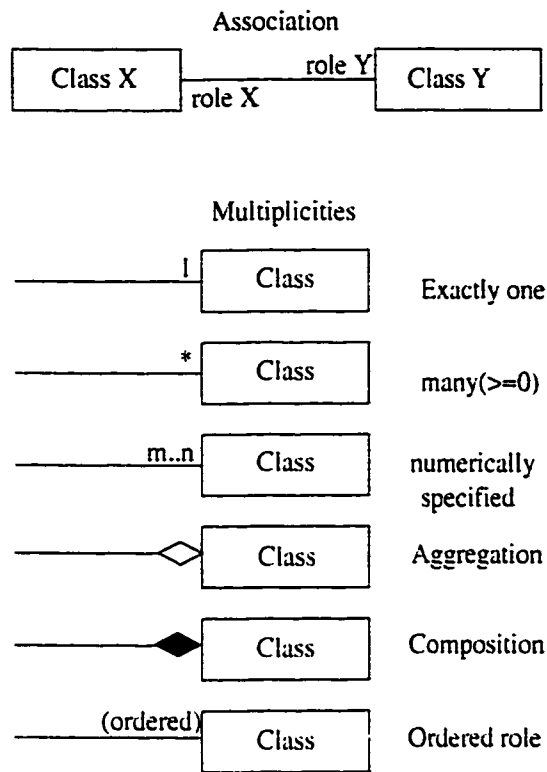 Association
Class X
role X
role Y
Class Y
Multiplicities
1
Class
Exactly one
*
Class
many(>=0)
m..n
Class
numerically
specified
Class
Aggregation
Class
Composition
(ordered)
Class
Ordered role